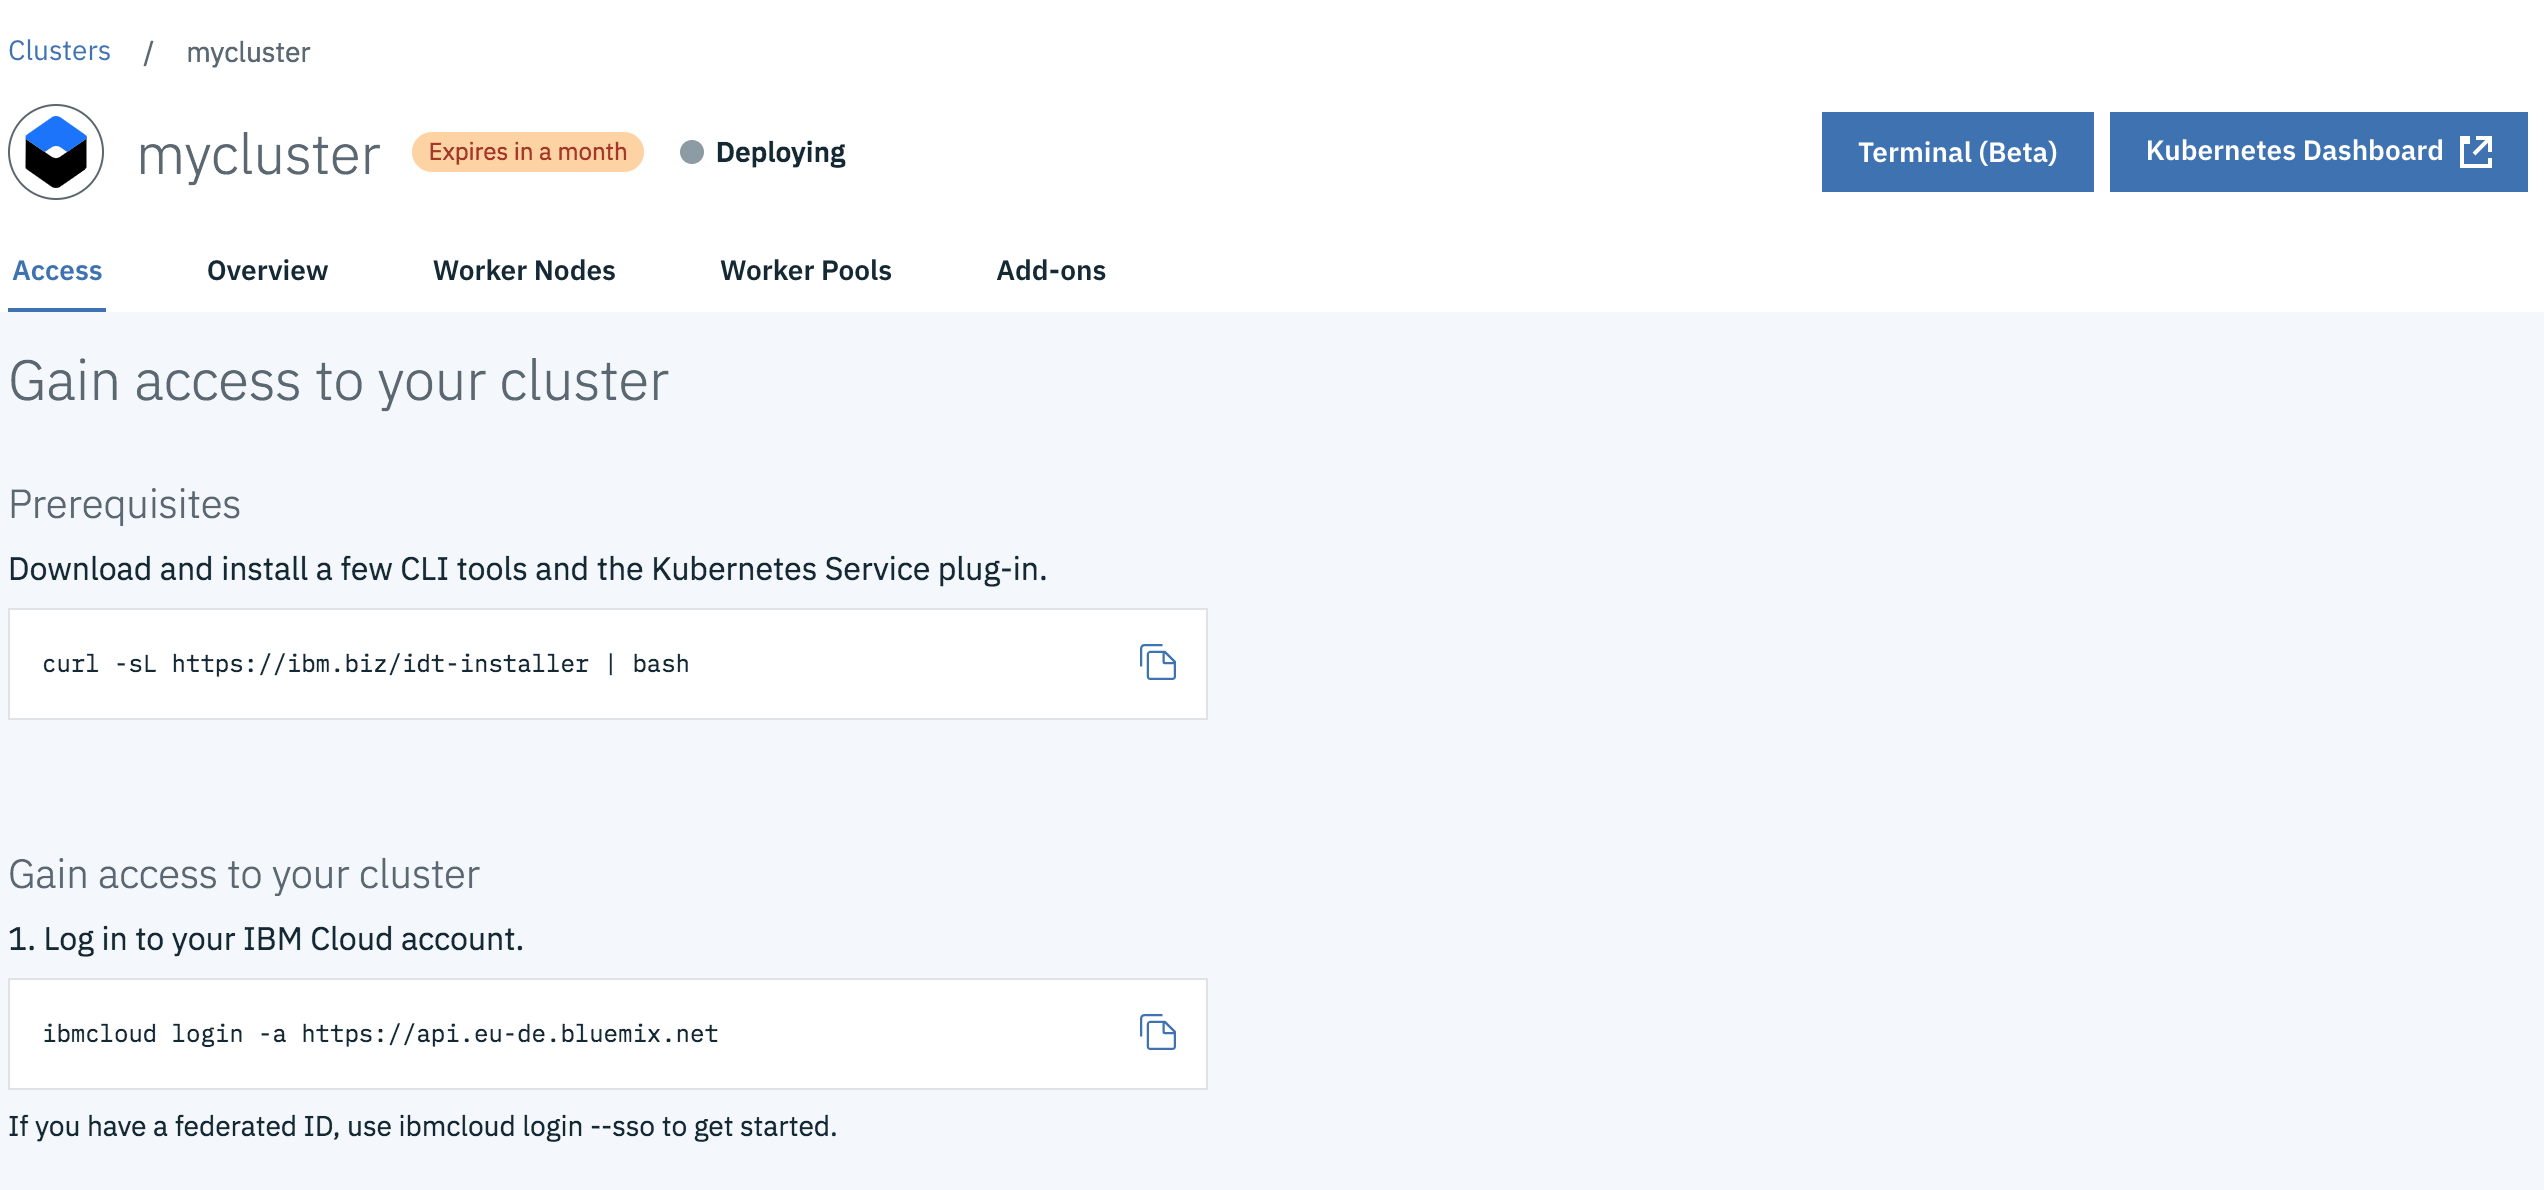 Clusters / mycluster
mycluster Expires in a month Deploying Terminal (Beta) Kubernetes Dashboard
Access Overview Worker Nodes Worker Pools Add-ons
Gain access to your cluster
Prerequisites
Download and install a few CLI tools and the Kubernetes Service plug-in.
curl -sL https://ibm.biz/idt-installer | bash
Gain access to your cluster
1. Log in to your IBM Cloud account.
ibmcloud login -a https://api.eu-de.bluemix.net
If you have a federated ID, use ibmcloud login --sso to get started.